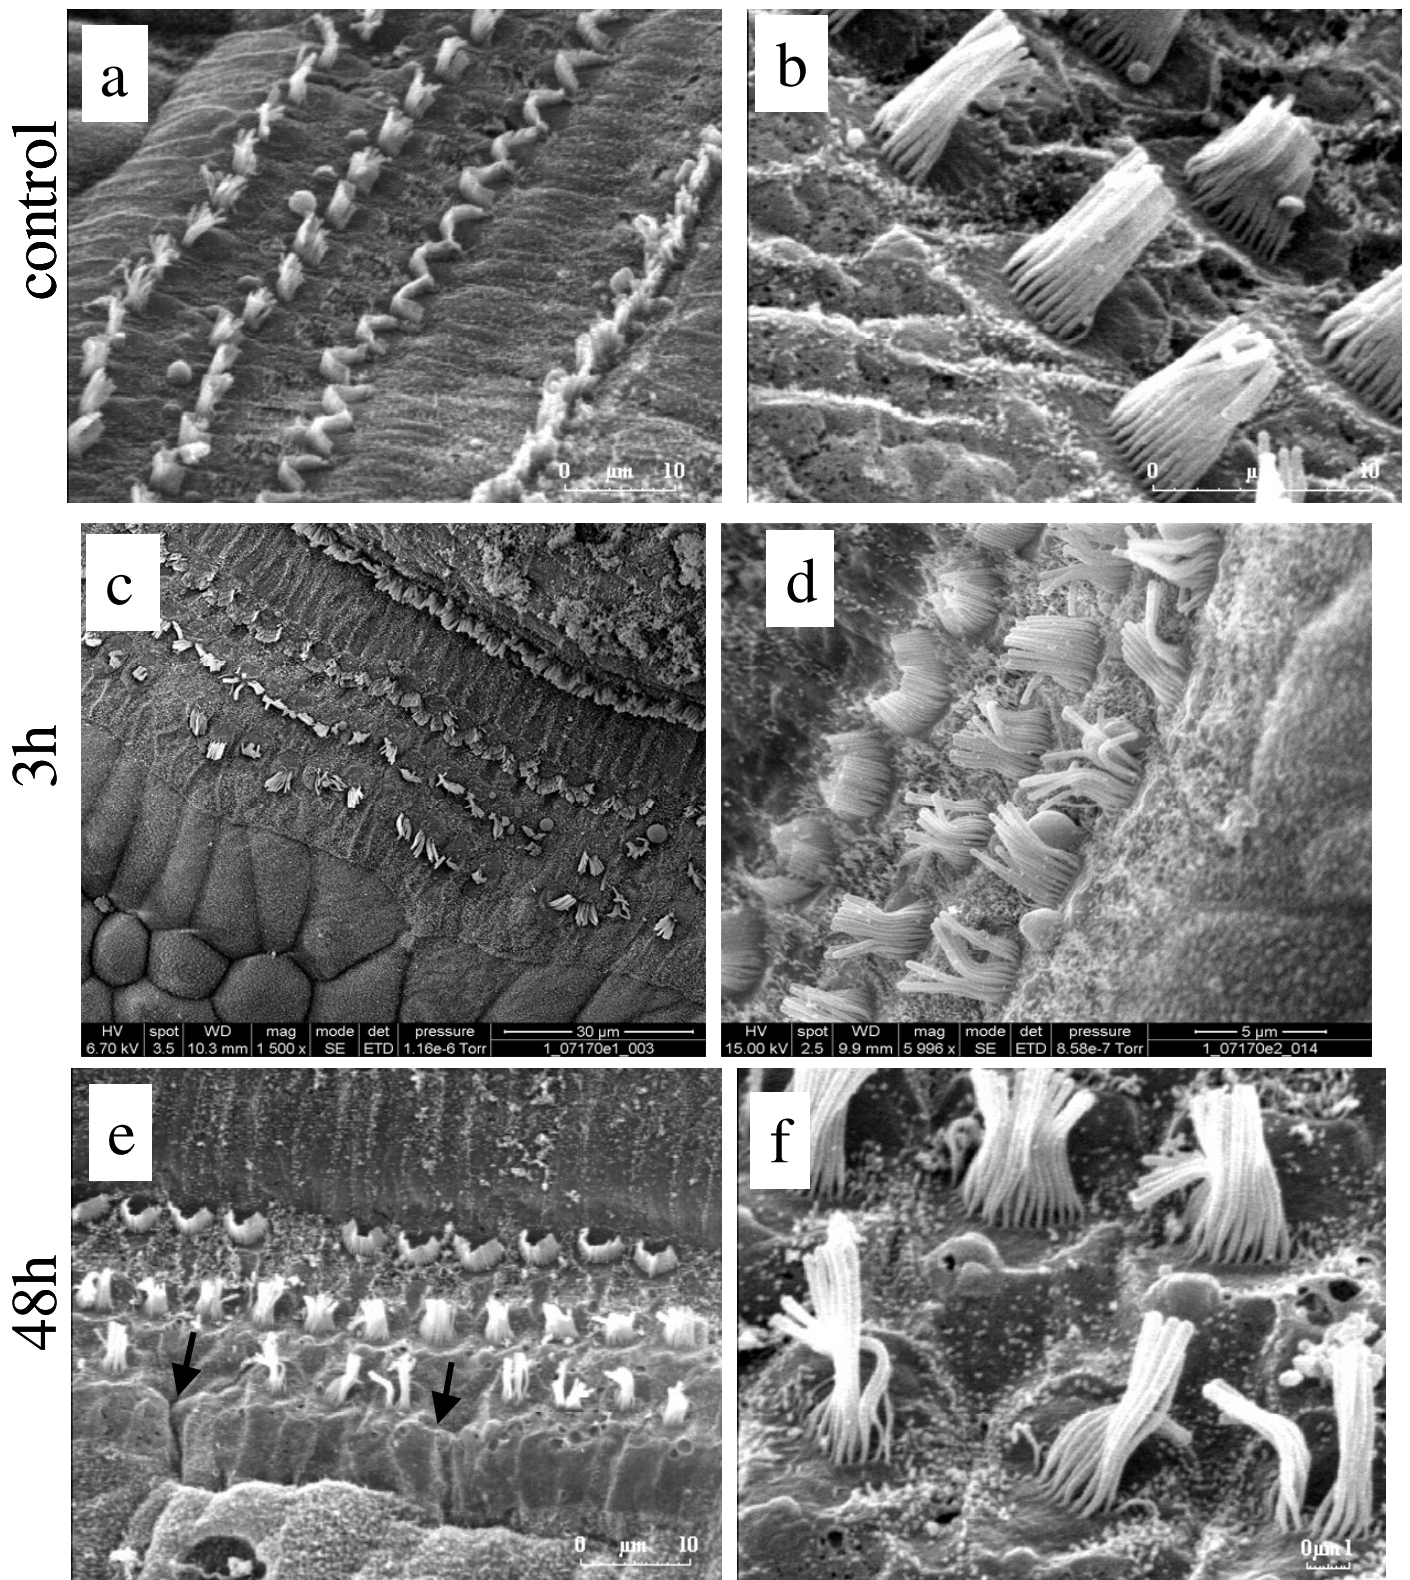 control
a
0 μm 10
b
0 μ 10
3h
c
HV spot WD mag mode det pressure 30 μm
6.70 kV 3.5 10.3 mm 1 500 x SE ETD 1.16e-6 Torr 1_07170e1_003
d
HV spot WD mag mode det pressure 5 μm
15.00 kV 2.5 9.9 mm 5 996 x SE ETD 8.58e-7 Torr 1_07170e2_014
48h
e
0 μm 10
f
0μm 1